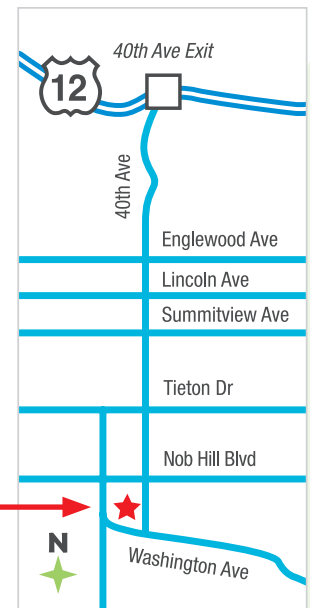 40th Ave Exit
12
40th Ave
Englewood Ave
Lincoln Ave
Summitview Ave
Tieton Dr
Nob Hill Blvd
N
Washington Ave